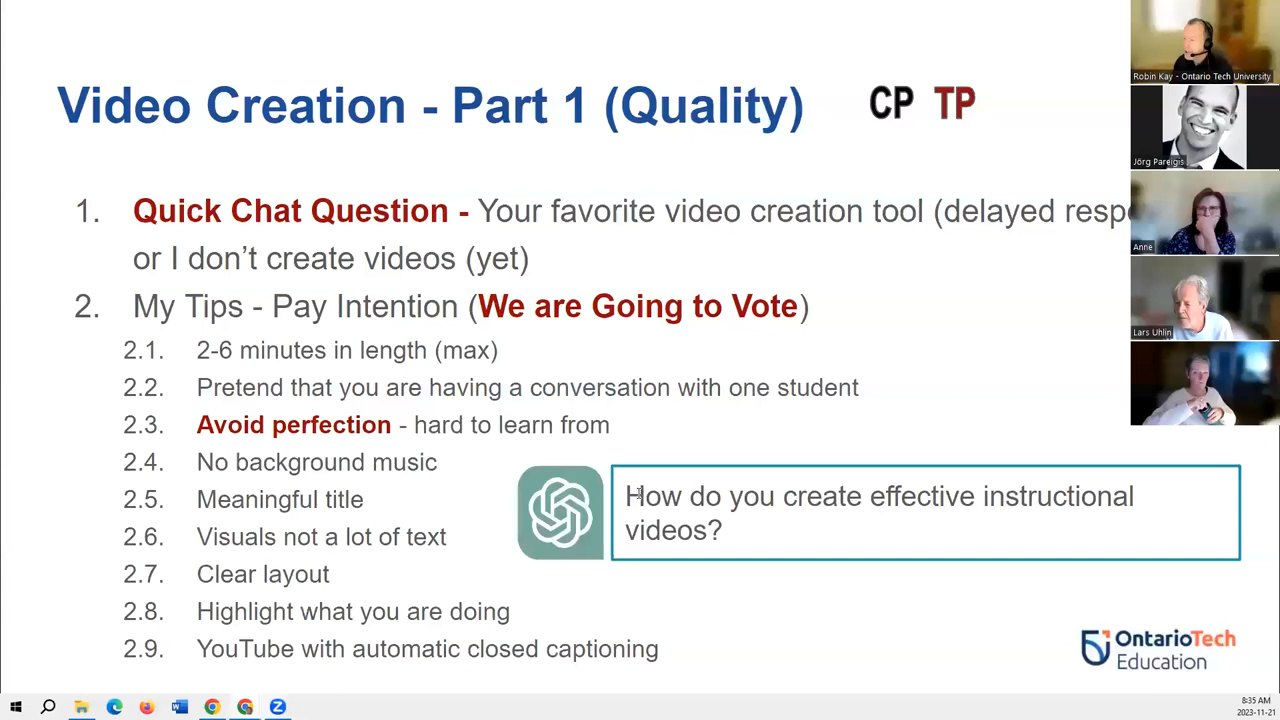 Video Creation - Part 1 (Quality) CP TP
Robin Kay - Ontario Tech University
Jörg Pareigis
Anne
Lars Uhlin
1. Quick Chat Question - Your favorite video creation tool (delayed resp
or I don’t create videos (yet)
2. My Tips - Pay Intention (We are Going to Vote)
2.1. 2-6 minutes in length (max)
2.2. Pretend that you are having a conversation with one student
2.3. Avoid perfection - hard to learn from
2.4. No background music
2.5. Meaningful title
2.6. Visuals not a lot of text
2.7. Clear layout
2.8. Highlight what you are doing
2.9. YouTube with automatic closed captioning
How do you create effective instructional
videos?
OntarioTech
Education
8:35 AM
2023-11-21